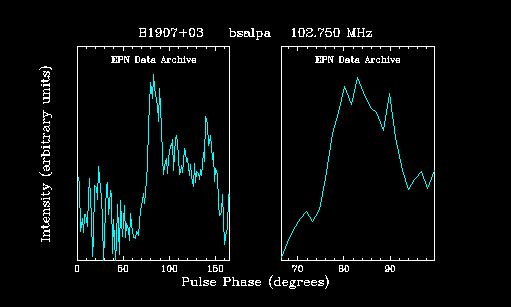 B1907+03 bsalpa 102.750 MHz
EPN Data Archive
EPN Data Archive
Intensity (arbitrary units)
0 50 100 150
70 80 90
Pulse Phase (degrees)